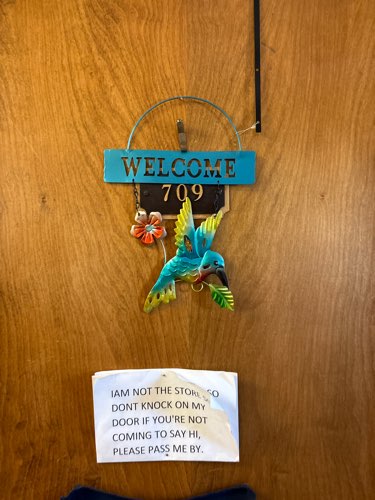 WELCOME
709
IAM NOT THE STORE SO
DONT KNOCK ON MY
DOOR IF YOU'RE NOT
COMING TO SAY HI,
PLEASE PASS ME BY.